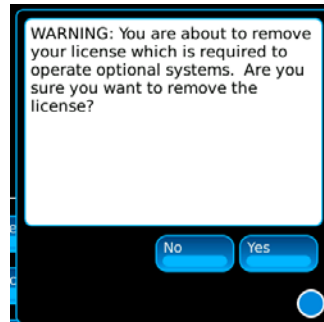 WARNING: You are about to remove
your license which is required to
operate optional systems.  Are you
sure you want to remove the
license?
No
Yes